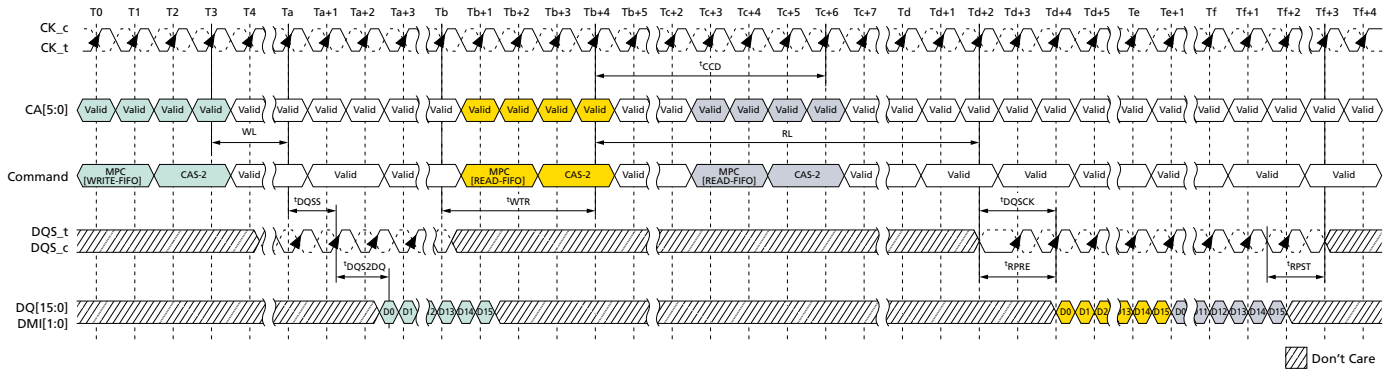 T0 T1 T2 T3 T4 Ta Ta+1 Ta+2 Ta+3 Tb Tb+1 Tb+2 Tb+3 Tb+4 Tb+5 Tc+2 Tc+3 Tc+4 Tc+5 Tc+6 Tc+7 Td Td+1 Td+2 Td+3 Td+4 Td+5 Te Te+1 Tf Tf+1 Tf+2 Tf+3 Tf+4
CK_c
CK_t
tCCD
CA[5:0] Valid Valid Valid Valid Valid Valid Valid Valid Valid Valid Valid Valid Valid Valid Valid Valid Valid Valid Valid Valid Valid Valid Valid Valid Valid Valid Valid Valid Valid Valid Valid Valid Valid Valid
WL RL
Command MPC [WRITE-FIFO] CAS-2 Valid Valid Valid Valid MPC [READ-FIFO] CAS-2 Valid MPC [READ-FIFO] CAS-2 Valid Valid Valid Valid Valid Valid Valid
tDQSS tWTR tDQSCK
DQS_t
DQS_c
tDQS2DQ tRPRE tRPST
DQ[15:0]
DMI[1:0]
D0 D1 D13 D14 D15 D0 D1 D2 D13 D14 D15 D0 D11 D12 D13 D14 D15
Don't Care